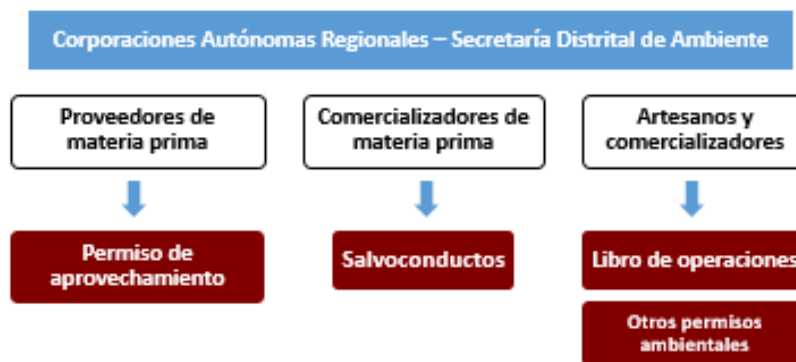 Corporaciones Autónomas Regionales – Secretaría Distrital de Ambiente
Proveedores de
materia prima
Comercializadores de
materia prima
Artesanos y
comercializadores
Permiso de
aprovechamiento
Salvoconductos
Libro de operaciones
Otros permisos
ambientales